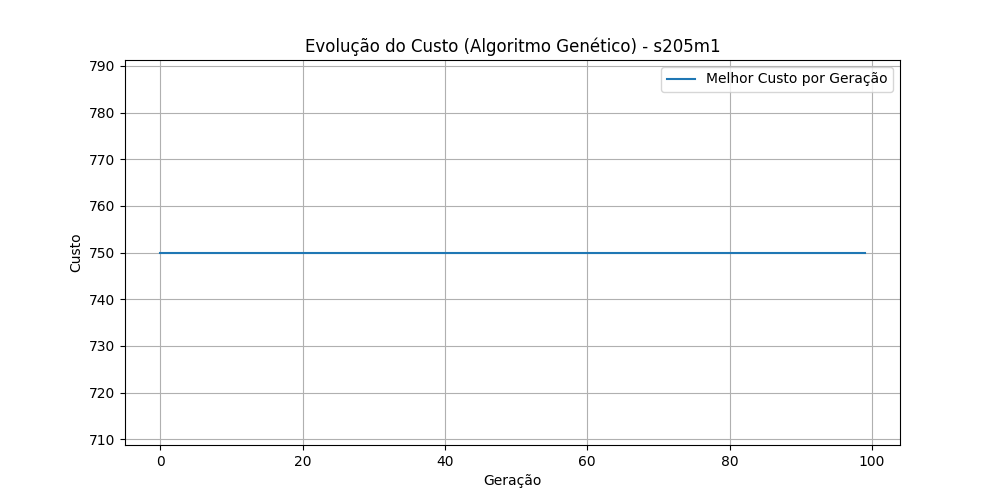 Evolução do Custo (Algoritmo Genético) - s205m1
Melhor Custo por Geração
790
780
770
760
750
740
730
720
710
Custo
0 20 40 60 80 100
Geração